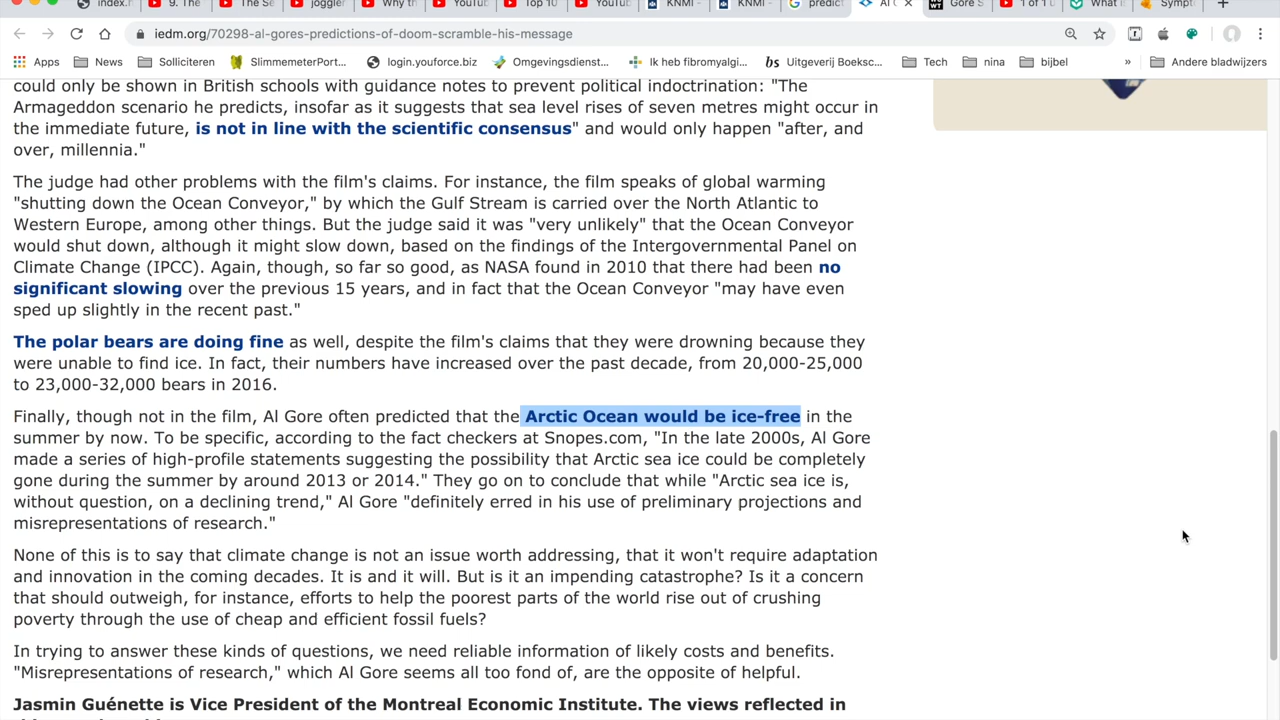 index.h
9. The
The Se
joggler
Why th
YouTu
Top 10
YouTu
KNMI -
KNMI -
predict
Al G
Gore S
1 of 1 D
What i
Sympt
iedm.org/70298-al-gores-predictions-of-doom-scramble-his-message
Apps
News
Solliciteren
SlimmemeterPort...
login.youforce.biz
Omgevingsdienst...
Ik heb fibromyalgi...
bs Uitgeverij Boeksc...
Tech
nina
bijbel
»
Andere bladwijzers
could only be shown in British schools with guidance notes to prevent political indoctrination: "The
Armageddon scenario he predicts, insofar as it suggests that sea level rises of seven metres might occur in
the immediate future, is not in line with the scientific consensus" and would only happen "after, and
over, millennia."
The judge had other problems with the film's claims. For instance, the film speaks of global warming
"shutting down the Ocean Conveyor," by which the Gulf Stream is carried over the North Atlantic to
Western Europe, among other things. But the judge said it was "very unlikely" that the Ocean Conveyor
would shut down, although it might slow down, based on the findings of the Intergovernmental Panel on
Climate Change (IPCC). Again, though, so far so good, as NASA found in 2010 that there had been no
significant slowing over the previous 15 years, and in fact that the Ocean Conveyor "may have even
sped up slightly in the recent past."
The polar bears are doing fine as well, despite the film's claims that they were drowning because they
were unable to find ice. In fact, their numbers have increased over the past decade, from 20,000-25,000
to 23,000-32,000 bears in 2016.
Finally, though not in the film, Al Gore often predicted that the Arctic Ocean would be ice-free in the
summer by now. To be specific, according to the fact checkers at Snopes.com, "In the late 2000s, Al Gore
made a series of high-profile statements suggesting the possibility that Arctic sea ice could be completely
gone during the summer by around 2013 or 2014." They go on to conclude that while "Arctic sea ice is,
without question, on a declining trend," Al Gore "definitely erred in his use of preliminary projections and
misrepresentations of research."
None of this is to say that climate change is not an issue worth addressing, that it won't require adaptation
and innovation in the coming decades. It is and it will. But is it an impending catastrophe? Is it a concern
that should outweigh, for instance, efforts to help the poorest parts of the world rise out of crushing
poverty through the use of cheap and efficient fossil fuels?
In trying to answer these kinds of questions, we need reliable information of likely costs and benefits.
"Misrepresentations of research," which Al Gore seems all too fond of, are the opposite of helpful.
Jasmin Guénette is Vice President of the Montreal Economic Institute. The views reflected in